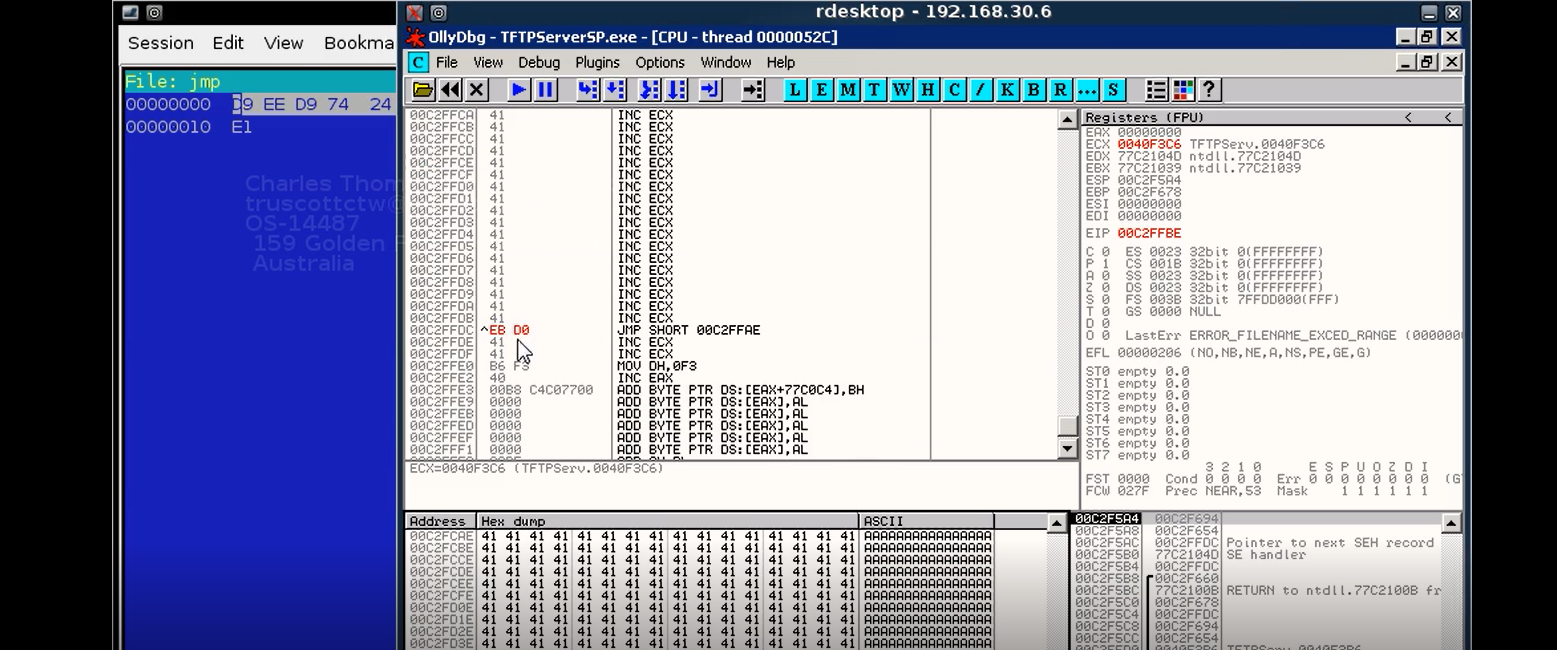 rdesktop - 192.168.30.6
Session Edit View Bookma
File: jmp
00000000 D9 EE D9 74 24
00000010 E1
Charles Thom
truscottctw@
OS-14487
159 Golden
Australia
OllyDbg - TFTPServerSP.exe - [CPU - thread 0000052C]
C File View Debug Plugins Options Window Help
L E M T W H C / K B R ... S ?
00C2FFCA 41 INC ECX
00C2FFCB 41 INC ECX
00C2FFCC 41 INC ECX
00C2FFCD 41 INC ECX
00C2FFCE 41 INC ECX
00C2FFCF 41 INC ECX
00C2FFD0 41 INC ECX
00C2FFD1 41 INC ECX
00C2FFD2 41 INC ECX
00C2FFD3 41 INC ECX
00C2FFD4 41 INC ECX
00C2FFD5 41 INC ECX
00C2FFD6 41 INC ECX
00C2FFD7 41 INC ECX
00C2FFD8 41 INC ECX
00C2FFD9 41 INC ECX
00C2FFDA 41 INC ECX
00C2FFDB 41 INC ECX
00C2FFDC ^EB D0 JMP SHORT 00C2FFAE
00C2FFDE 41 INC ECX
00C2FFDF 41 INC ECX
00C2FFE0 B6 F3 MOV DH,0F3
00C2FFE2 40 INC EAX
00C2FFE3 00B8 C4C07700 ADD BYTE PTR DS:[EAX+77C0C4],BH
00C2FFE9 0000 ADD BYTE PTR DS:[EAX],AL
00C2FFEB 0000 ADD BYTE PTR DS:[EAX],AL
00C2FFED 0000 ADD BYTE PTR DS:[EAX],AL
00C2FFEF 0000 ADD BYTE PTR DS:[EAX],AL
00C2FFF1 0000 ADD BYTE PTR DS:[EAX],AL
ECX=0040F3C6 (TFTPServ.0040F3C6)
Registers (FPU) < <
EAX 00000000
ECX 0040F3C6 TFTPServ.0040F3C6
EDX 77C2104D ntdll.77C2104D
EBX 77C21039 ntdll.77C21039
ESP 00C2F5A4
EBP 00C2F678
ESI 00000000
EDI 00000000
EIP 00C2FFBE
C 0 ES 0023 32bit 0(FFFFFFFF)
P 1 CS 001B 32bit 0(FFFFFFFF)
A 0 SS 0023 32bit 0(FFFFFFFF)
Z 0 DS 0023 32bit 0(FFFFFFFF)
S 0 FS 003B 32bit 7FFDD000(FFF)
T 0 GS 0000 NULL
D 0
O 0 LastErr ERROR_FILENAME_EXCED_RANGE (0000000
EFL 00000206 (NO,NB,NE,A,NS,PE,GE,G)
ST0 empty 0.0
ST1 empty 0.0
ST2 empty 0.0
ST3 empty 0.0
ST4 empty 0.0
ST5 empty 0.0
ST6 empty 0.0
ST7 empty 0.0
3 2 1 0 E S P U O Z D I
FST 0000 Cond 0 0 0 0 Err 0 0 0 0 0 0 0 0 (G
FCW 027F Prec NEAR,53 Mask 1 1 1 1 1 1
Address Hex dump ASCII
00C2FCAE 41 41 41 41 41 41 41 41 41 41 41 41 41 41 41 41 AAAAAAAAAAAAAAAA
00C2FCBE 41 41 41 41 41 41 41 41 41 41 41 41 41 41 41 41 AAAAAAAAAAAAAAAA
00C2FCCE 41 41 41 41 41 41 41 41 41 41 41 41 41 41 41 41 AAAAAAAAAAAAAAAA
00C2FCDE 41 41 41 41 41 41 41 41 41 41 41 41 41 41 41 41 AAAAAAAAAAAAAAAA
00C2FCEE 41 41 41 41 41 41 41 41 41 41 41 41 41 41 41 41 AAAAAAAAAAAAAAAA
00C2FCFE 41 41 41 41 41 41 41 41 41 41 41 41 41 41 41 41 AAAAAAAAAAAAAAAA
00C2FD0E 41 41 41 41 41 41 41 41 41 41 41 41 41 41 41 41 AAAAAAAAAAAAAAAA
00C2FD1E 41 41 41 41 41 41 41 41 41 41 41 41 41 41 41 41 AAAAAAAAAAAAAAAA
00C2FD2E 41 41 41 41 41 41 41 41 41 41 41 41 41 41 41 41 AAAAAAAAAAAAAAAA
00C2FD3E 41 41 41 41 41 41 41 41 41 41 41 41 41 41 41 41 AAAAAAAAAAAAAAAA
00C2F5A4 00C2F694
00C2F5A8 00C2F654
00C2F5AC 00C2FFDC Pointer to next SEH record
00C2F5B0 77C2104D SE handler
00C2F5B4 00C2FFDC
00C2F5B8 00C2F660
00C2F5BC 77C2100B RETURN to ntdll.77C2100B fr
00C2F5C0 00C2F678
00C2F5C4 00C2FFDC
00C2F5C8 00C2F694
00C2F5CC 00C2F654